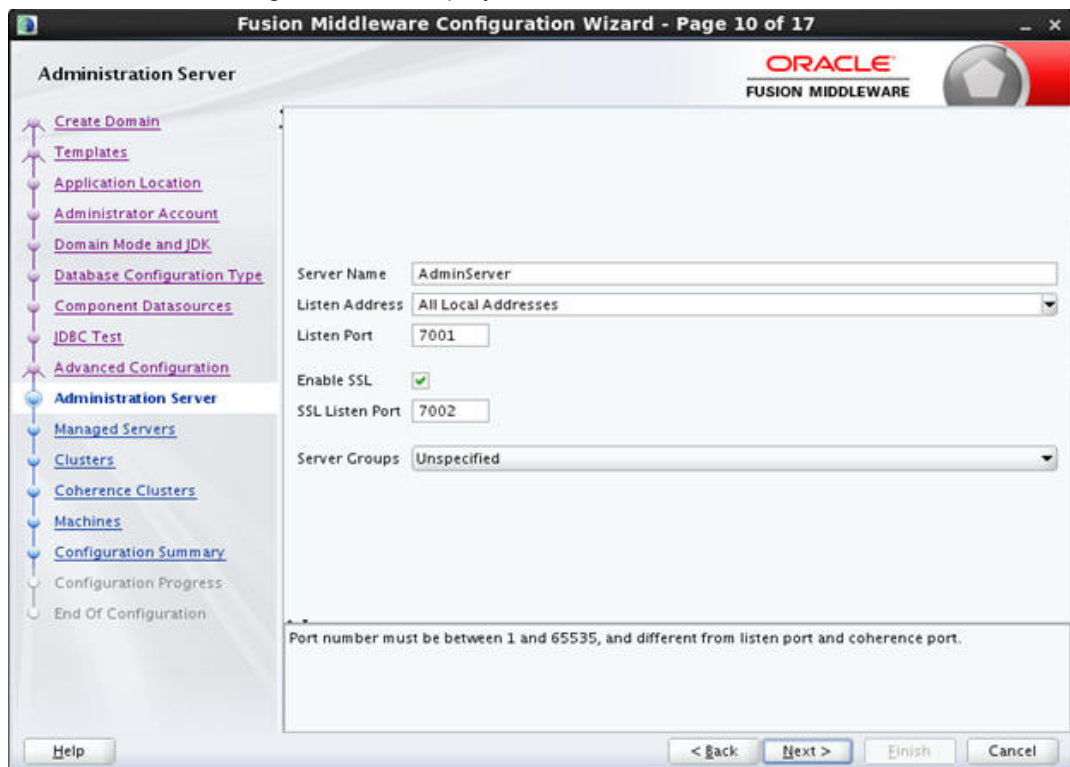 Fusion Middleware Configuration Wizard - Page 10 of 17
Administration Server
ORACLE
FUSION MIDDLEWARE
Create Domain
Templates
Application Location
Administrator Account
Domain Mode and JDK
Database Configuration Type
Component Datasources
JDBC Test
Advanced Configuration
Administration Server
Managed Servers
Clusters
Coherence Clusters
Machines
Configuration Summary
Configuration Progress
End Of Configuration
Server Name AdminServer
Listen Address All Local Addresses
Listen Port 7001
Enable SSL
SSL Listen Port 7002
Server Groups Unspecified
Port number must be between 1 and 65535, and different from listen port and coherence port.
Help < Back Next > Finish Cancel